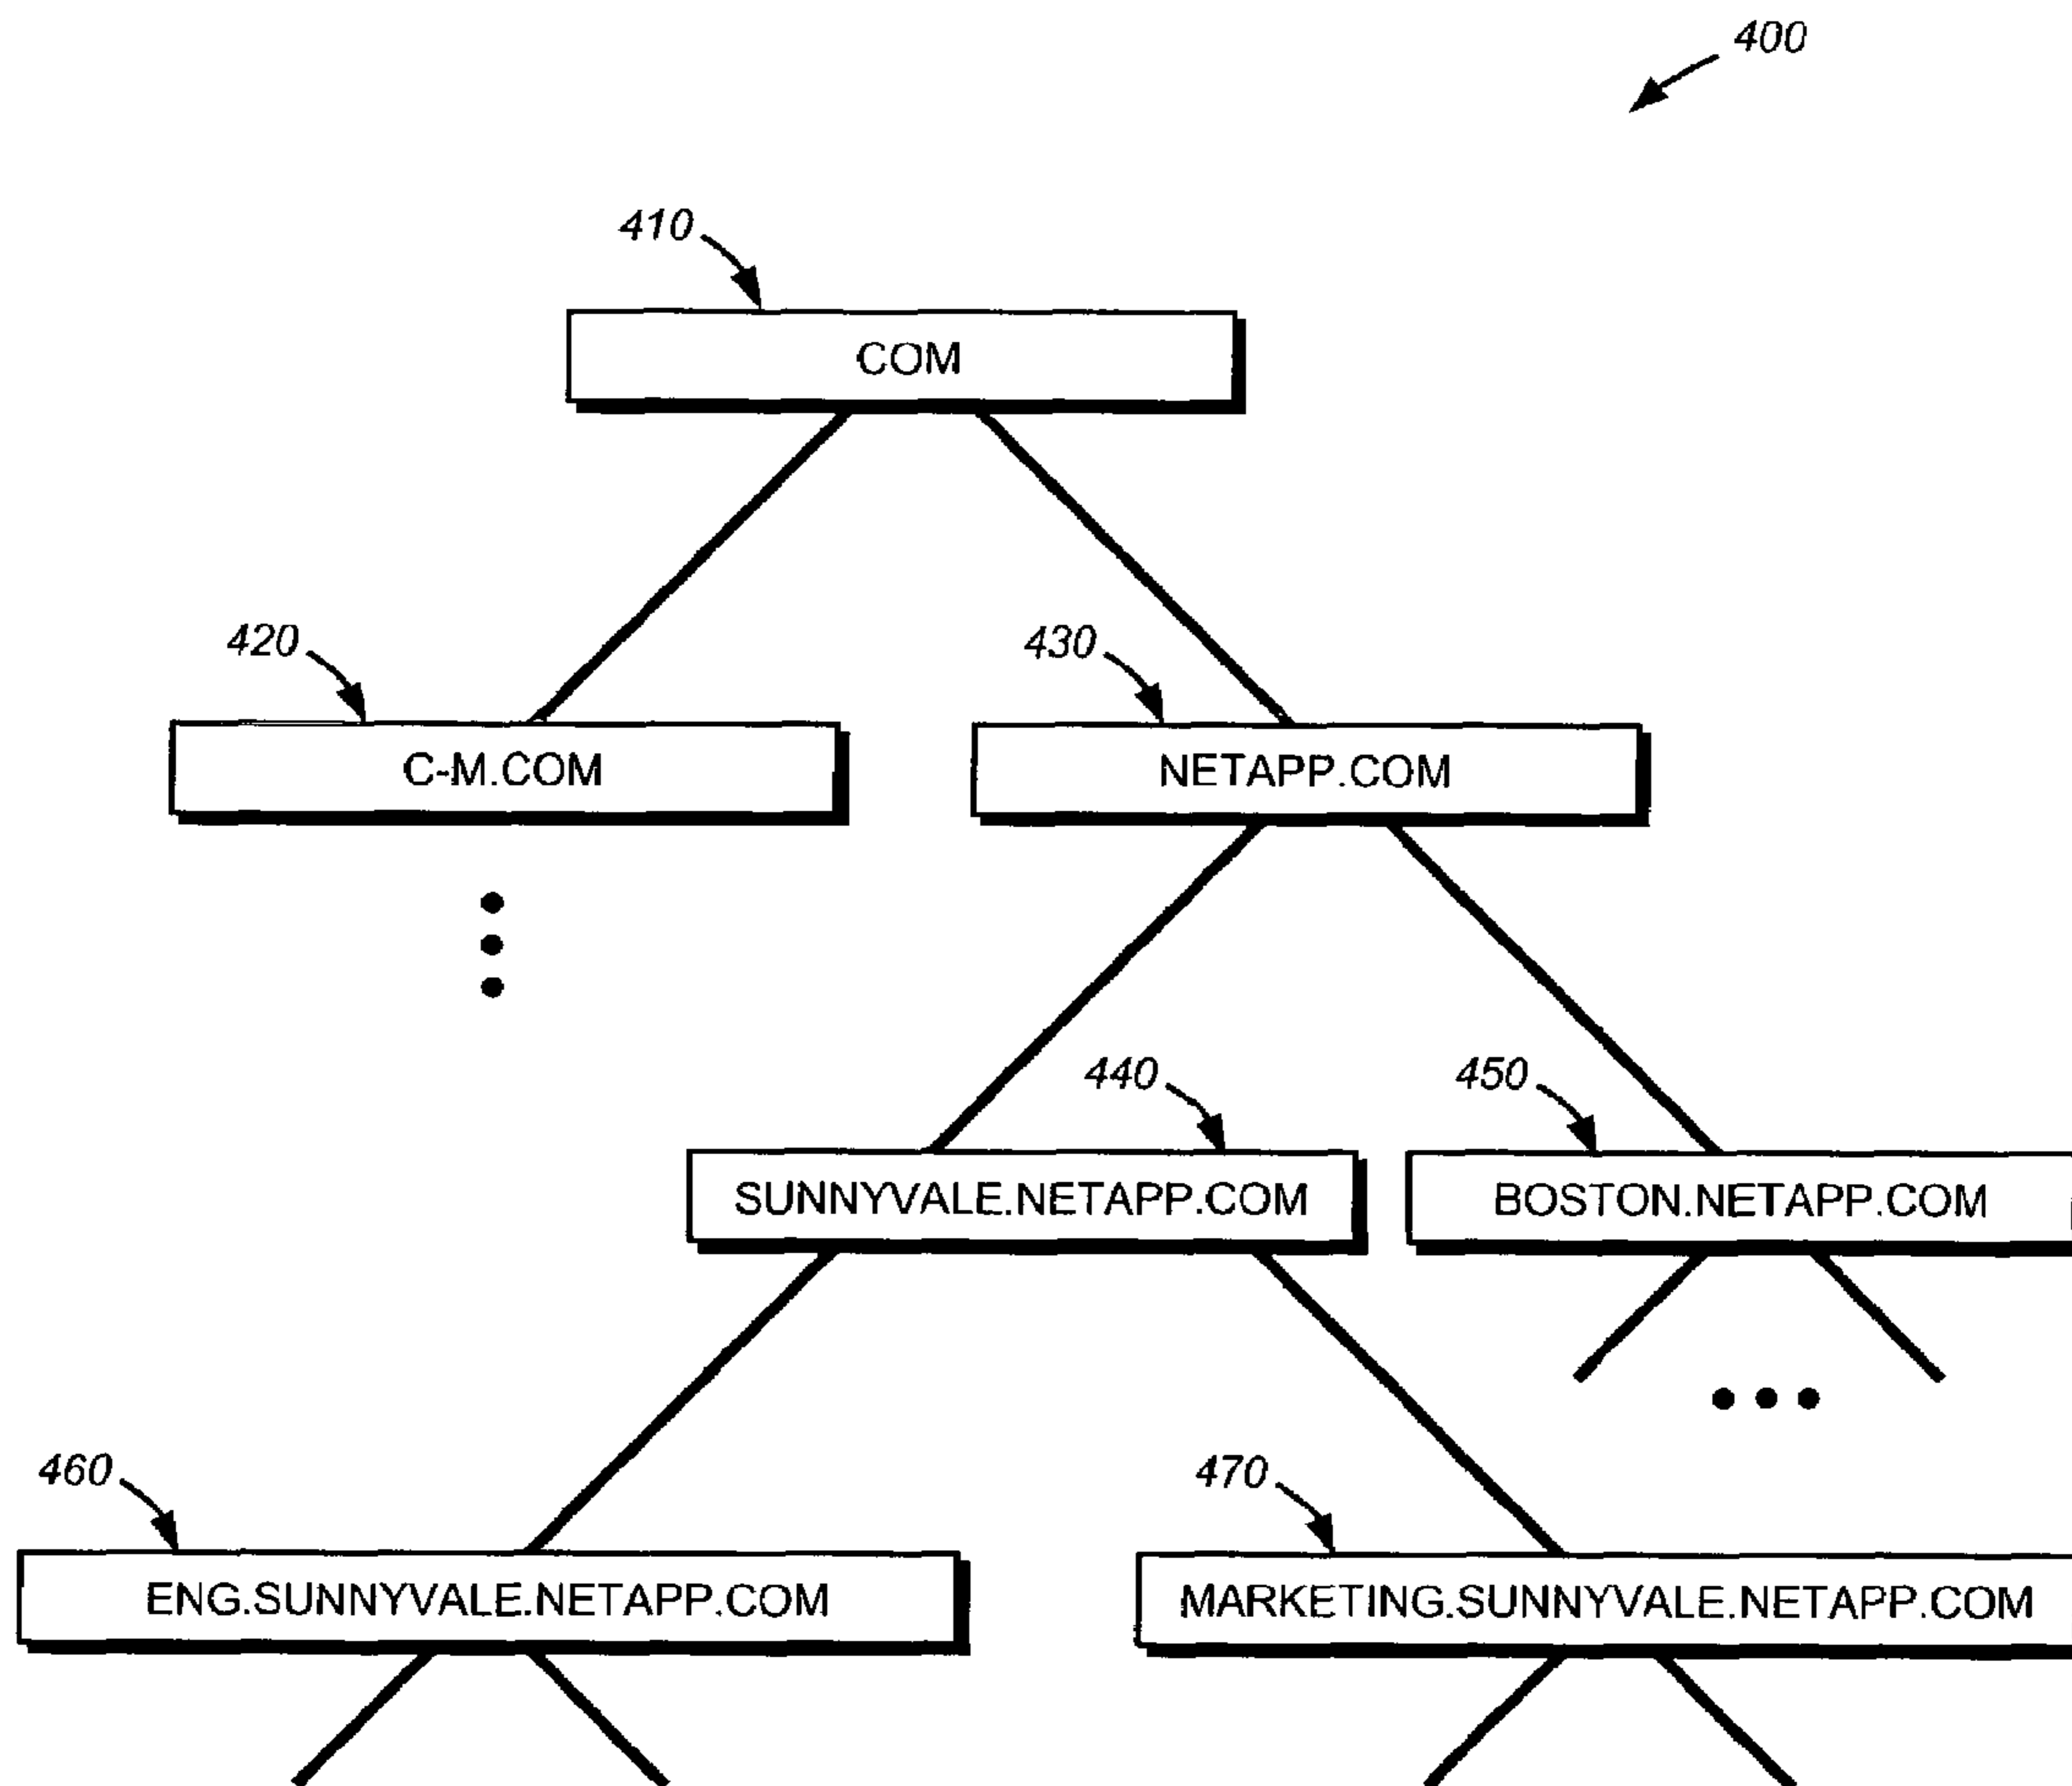 400
410
COM
420
430
C-M.COM
NETAPP.COM
440
450
SUNNYVALE.NETAPP.COM
BOSTON.NETAPP.COM
460
470
ENG.SUNNYVALE.NETAPP.COM
MARKETING.SUNNYVALE.NETAPP.COM